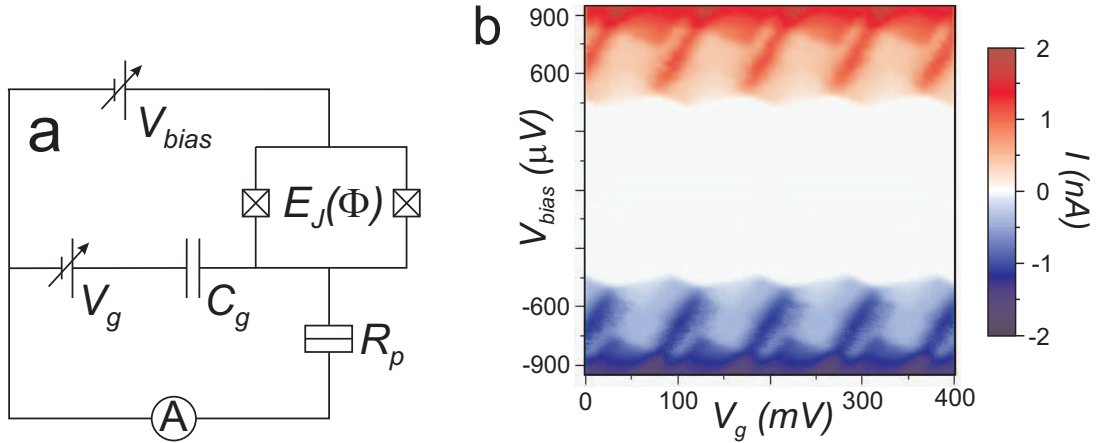 a
V_bias
E_J(Φ)
V_g
C_g
R_p
A
b
900
600
-600
-900
V_bias (μV)
0
100
200
300
400
V_g (mV)
2
1
0
-1
-2
I (nA)